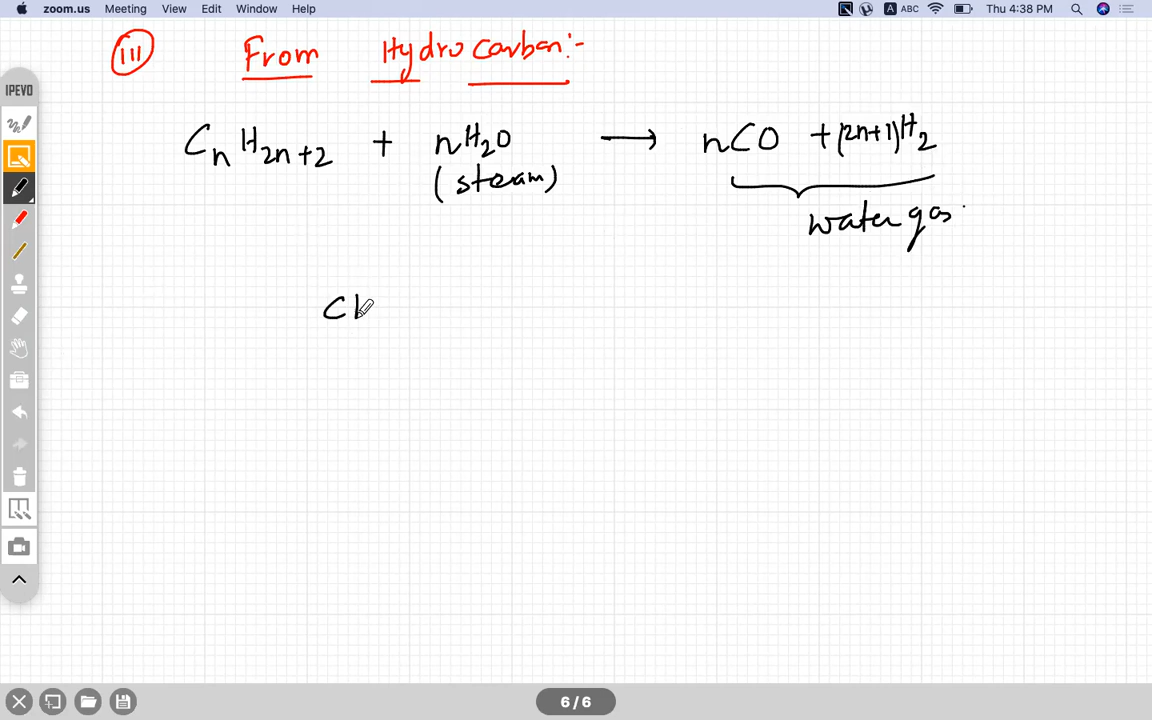 zoom.us Meeting View Edit Window Help A ABC Thu 4:38 PM
(III) From Hydrocarbon:-
IPEVO
CnH2n+2 + nH2O → nCO + (2n+1)H2
(steam)
water gas
6/6